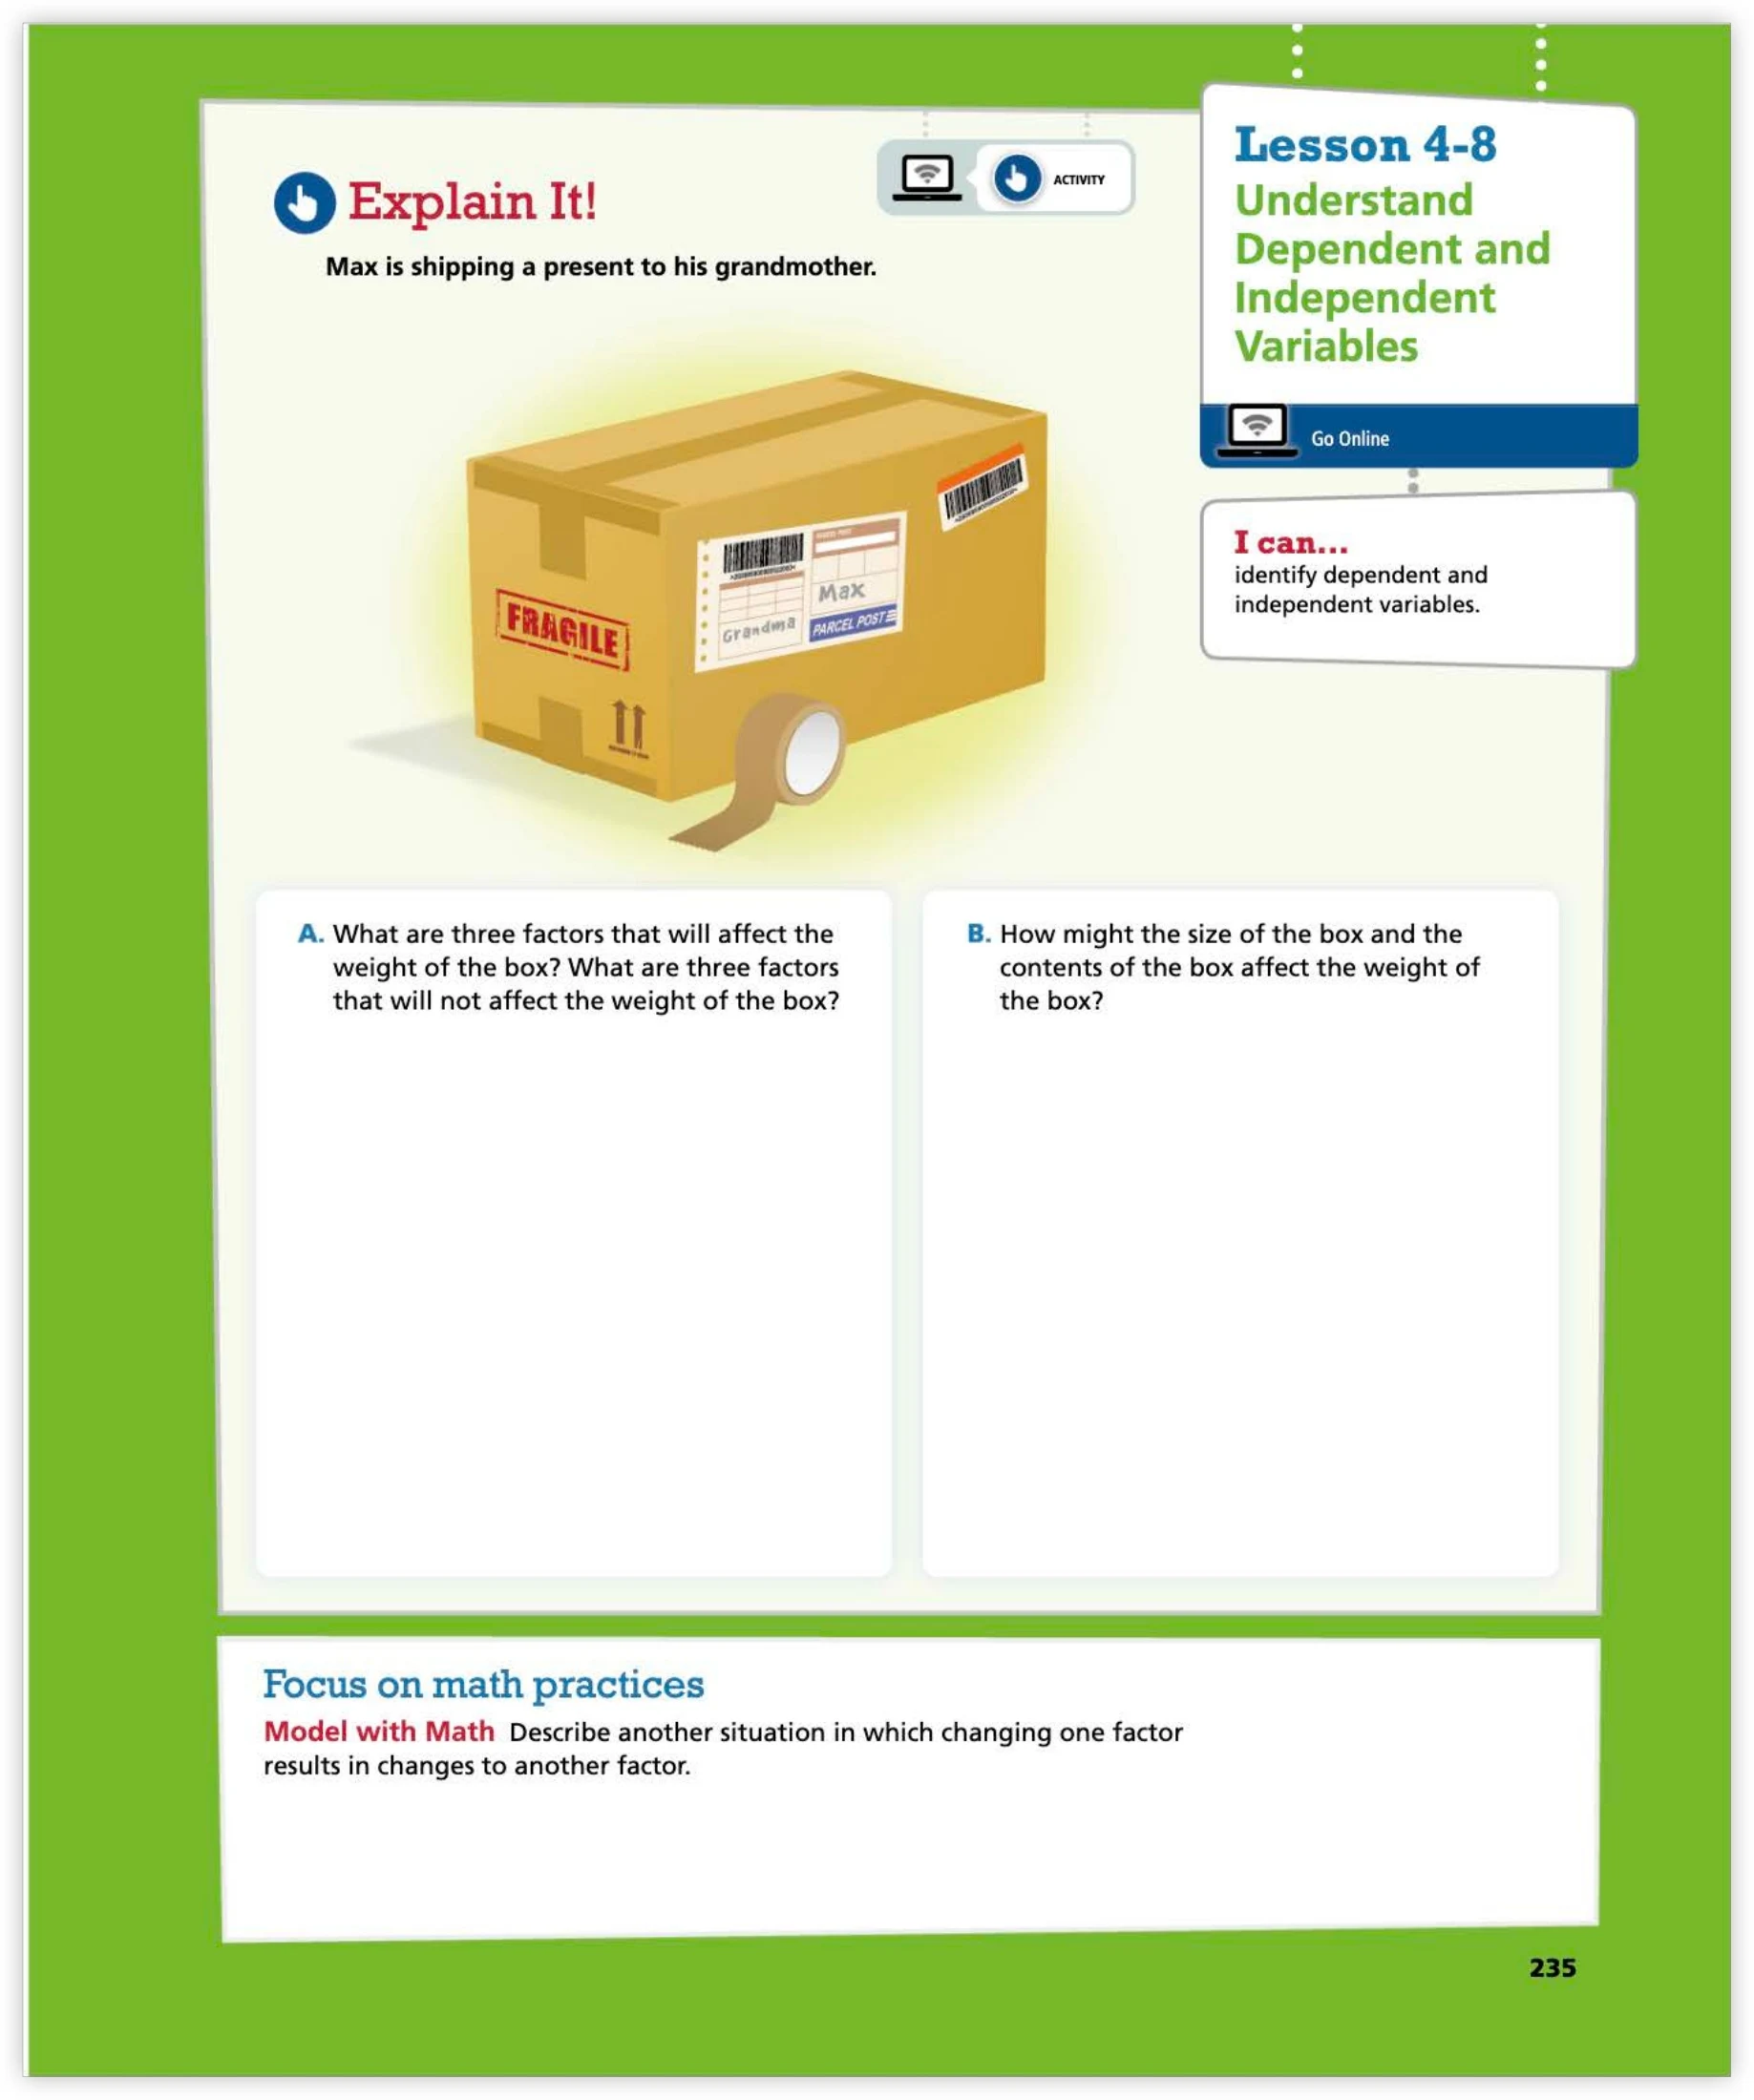 Lesson 4-8
Understand
Dependent and
Independent
Variables
Go Online
I can...
identify dependent and
independent variables.
Explain It!
ACTIVITY
Max is shipping a present to his grandmother.
FRAGILE
Max
Grandma
PARCEL POST
A. What are three factors that will affect the
weight of the box? What are three factors
that will not affect the weight of the box?
B. How might the size of the box and the
contents of the box affect the weight of
the box?
Focus on math practices
Model with Math Describe another situation in which changing one factor
results in changes to another factor.
235